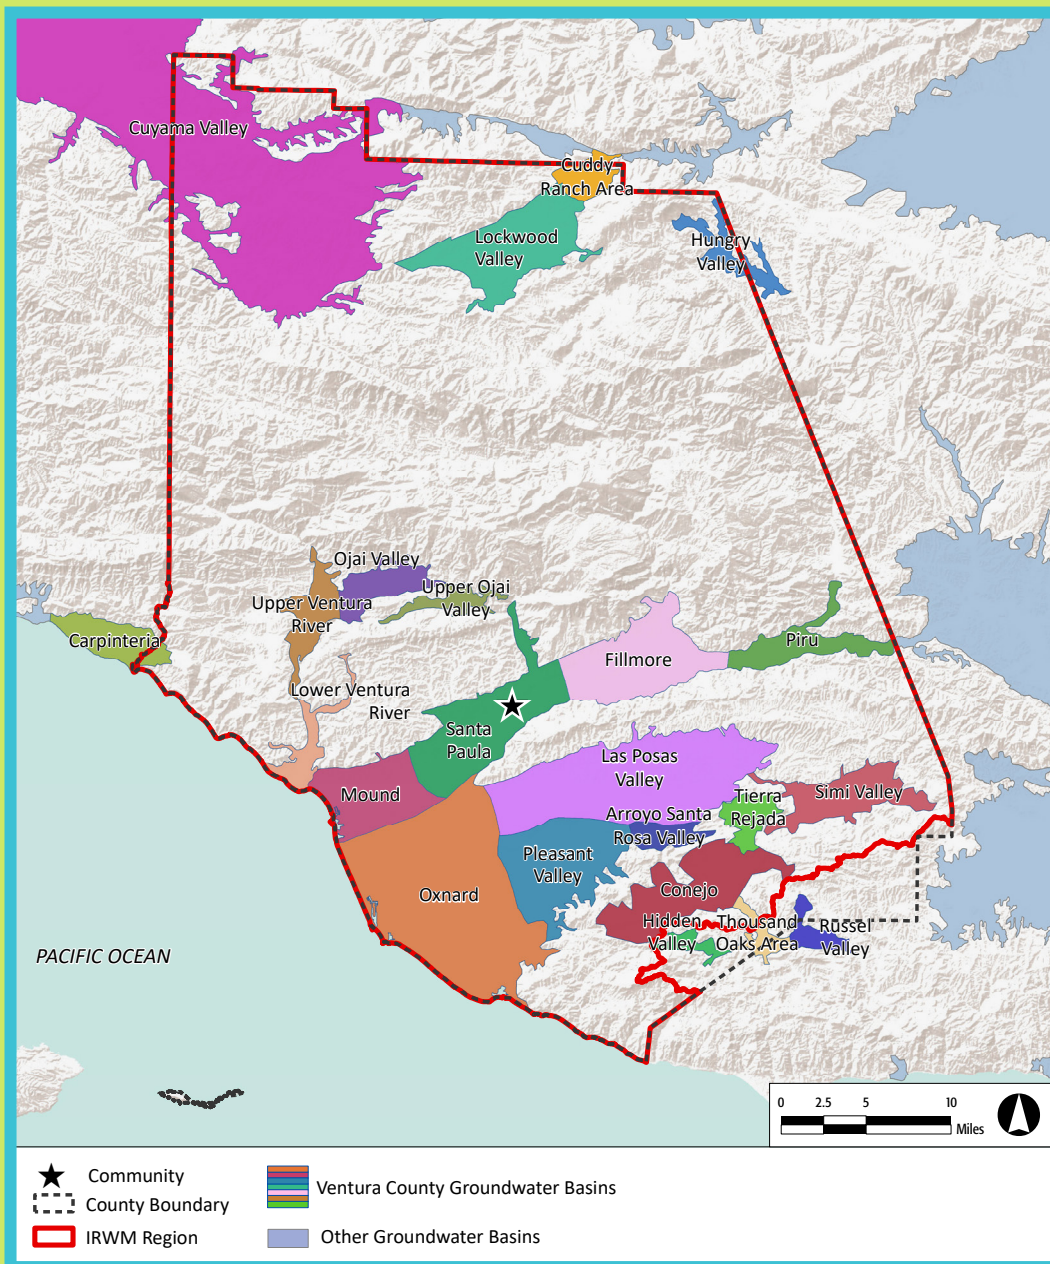 Cuyama Valley
Cuddy
Ranch Area
Lockwood
Valley
Hungry
Valley
Ojai Valley
Upper Ojai
Valley
Upper Ventura
River
Carpinteria
Piru
Fillmore
Lower Ventura
River
Santa
Paula
Las Posas
Valley
Mound
Tierra
Rejada
Simi Valley
Arroyo Santa
Rosa Valley
Pleasant
Valley
Oxnard
Conejo
Hidden
Valley
Thousand
Oaks Area
Russel
Valley
PACIFIC OCEAN
0 2.5 5 10
Miles
Community
County Boundary
IRWM Region
Ventura County Groundwater Basins
Other Groundwater Basins